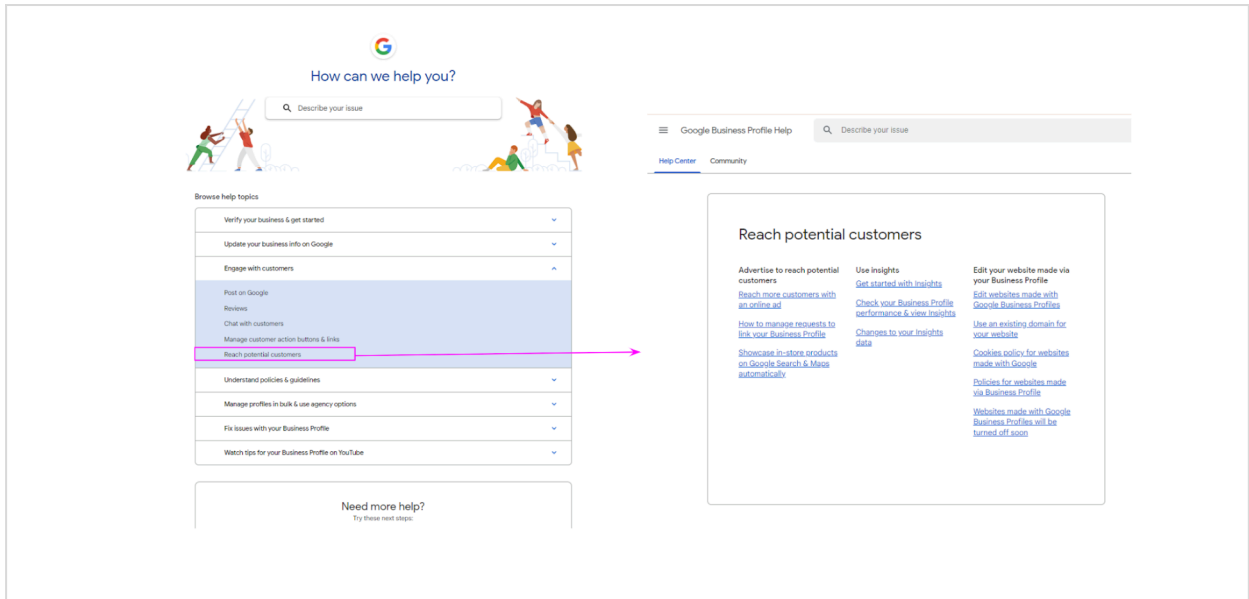 How can we help you?
Describe your issue
Browse help topics
Verify your business & get started
Update your business info on Google
Engage with customers
Post on Google
Reviews
Chat with customers
Manage customer action buttons & links
Reach potential customers
Understand policies & guidelines
Manage profiles in bulk & use agency options
Fix issues with your Business Profile
Watch tips for your Business Profile on YouTube
Need more help?
Try these next steps:
Google Business Profile Help
Describe your issue
Help Center
Community
Reach potential customers
Advertise to reach potential
customers
Reach more customers with
an online ad
How to manage requests to
link your Business Profile
Showcase in-store products
on Google Search & Maps
automatically
Use insights
Get started with Insights
Check your Business Profile
performance & view Insights
Changes to your Insights
data
Edit your website made via
your Business Profile
Edit websites made with
Google Business Profiles
Use an existing domain for
your website
Cookies policy for websites
made with Google
Policies for websites made
via Business Profile
Websites made with Google
Business Profiles will be
turned off soon